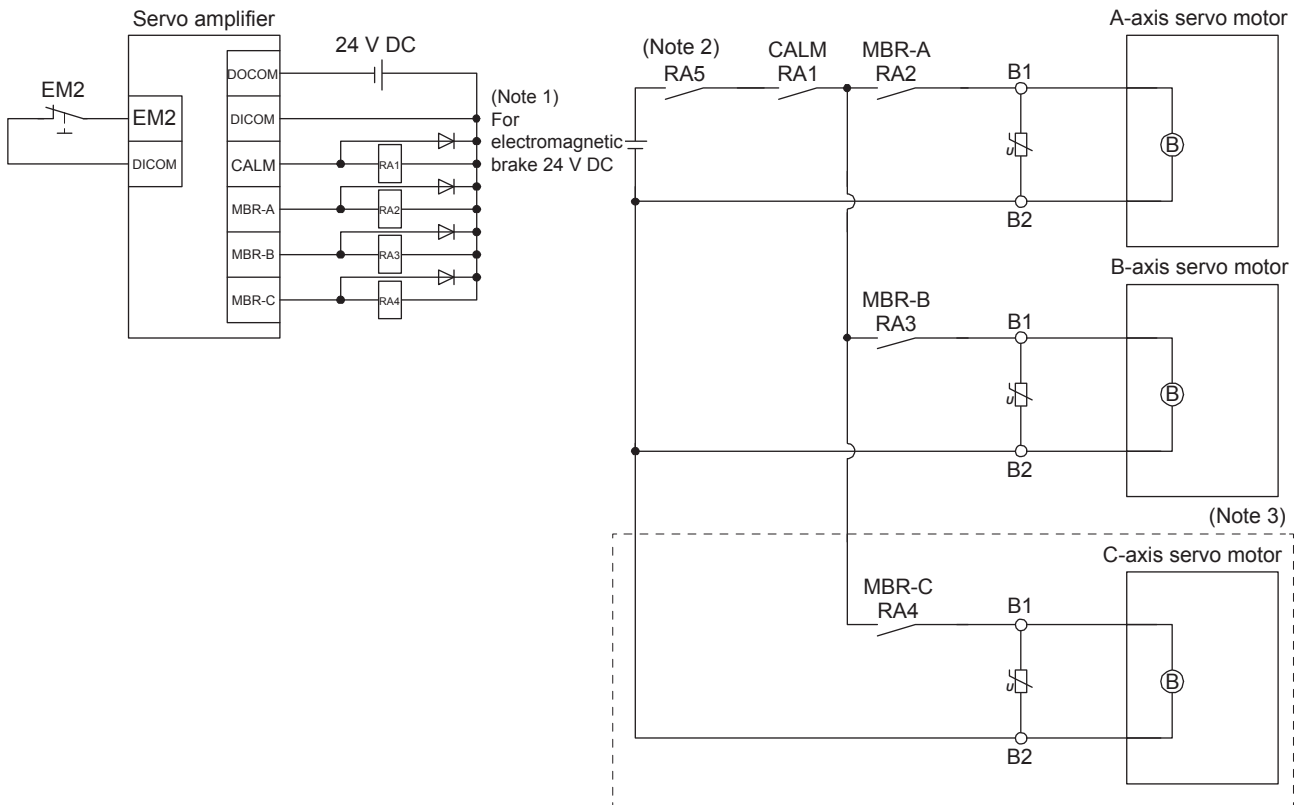 Servo amplifier
24 V DC
DOCOM
EM2
EM2
DICOM
DICOM
CALM
RA1
MBR-A
RA2
MBR-B
RA3
MBR-C
RA4
(Note 1)
For
electromagnetic
brake 24 V DC
(Note 2)
RA5
CALM
RA1
MBR-A
RA2
B1
U
B2
A-axis servo motor
B
B-axis servo motor
MBR-B
RA3
B1
U
B2
B
(Note 3)
C-axis servo motor
MBR-C
RA4
B1
U
B2
B